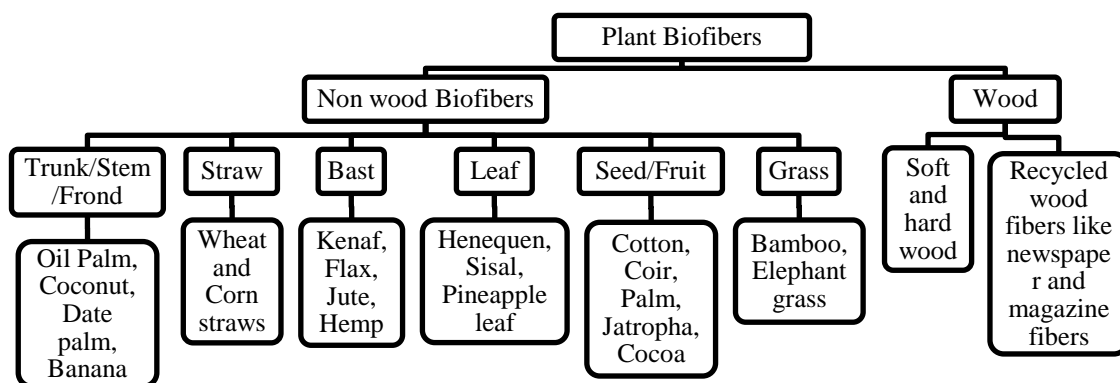 Plant Biofibers
Non wood Biofibers
Wood
Trunk/Stem
/Frond
Straw
Bast
Leaf
Seed/Fruit
Grass
Soft
and
hard
wood
Recycled
wood
fibers like
newspape
r and
magazine
fibers
Oil Palm,
Coconut,
Date
palm,
Banana
Wheat
and
Corn
straws
Kenaf,
Flax,
Jute,
Hemp
Henequen,
Sisal,
Pineapple
leaf
Cotton,
Coir,
Palm,
Jatropha,
Cocoa
Bamboo,
Elephant
grass